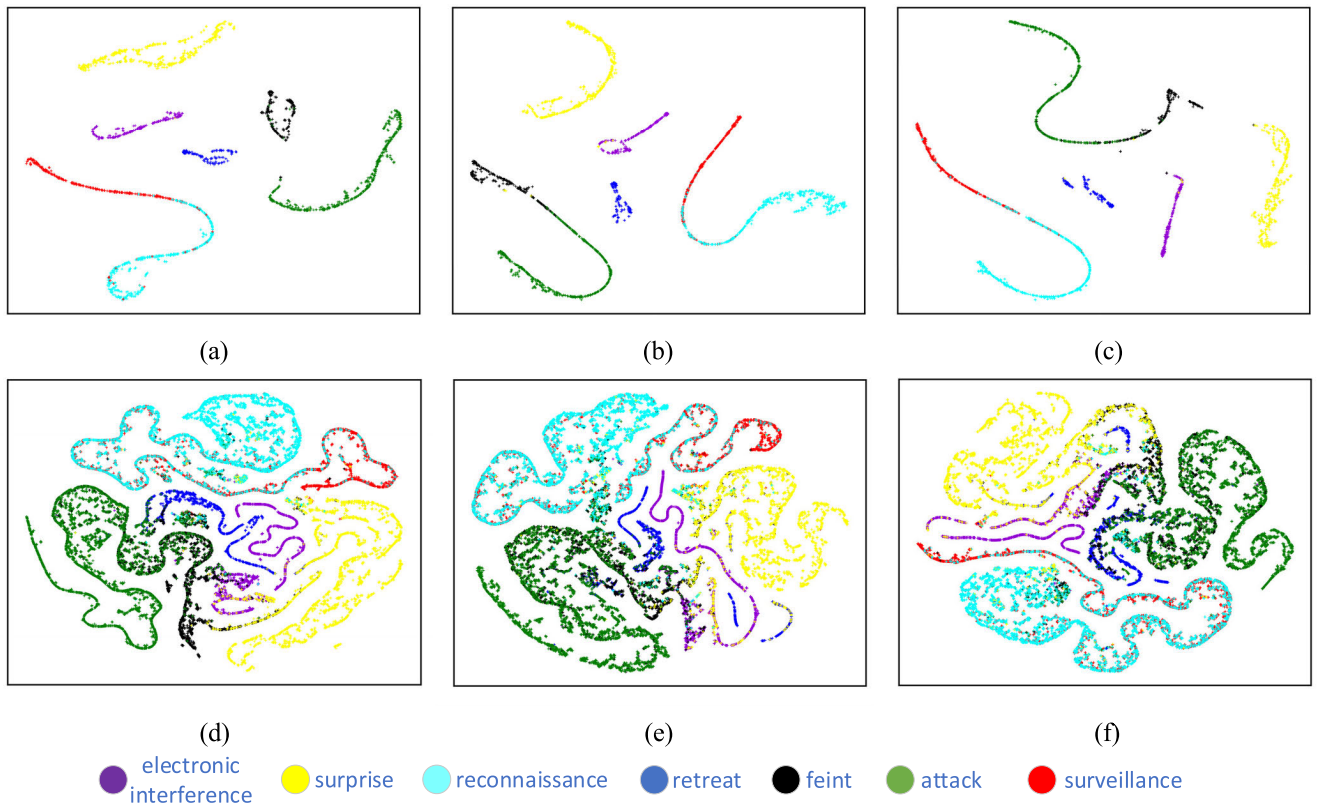 (a) (b) (c)
(d) (e) (f)
electronic
interference
surprise
reconnaissance
retreat
feint
attack
surveillance